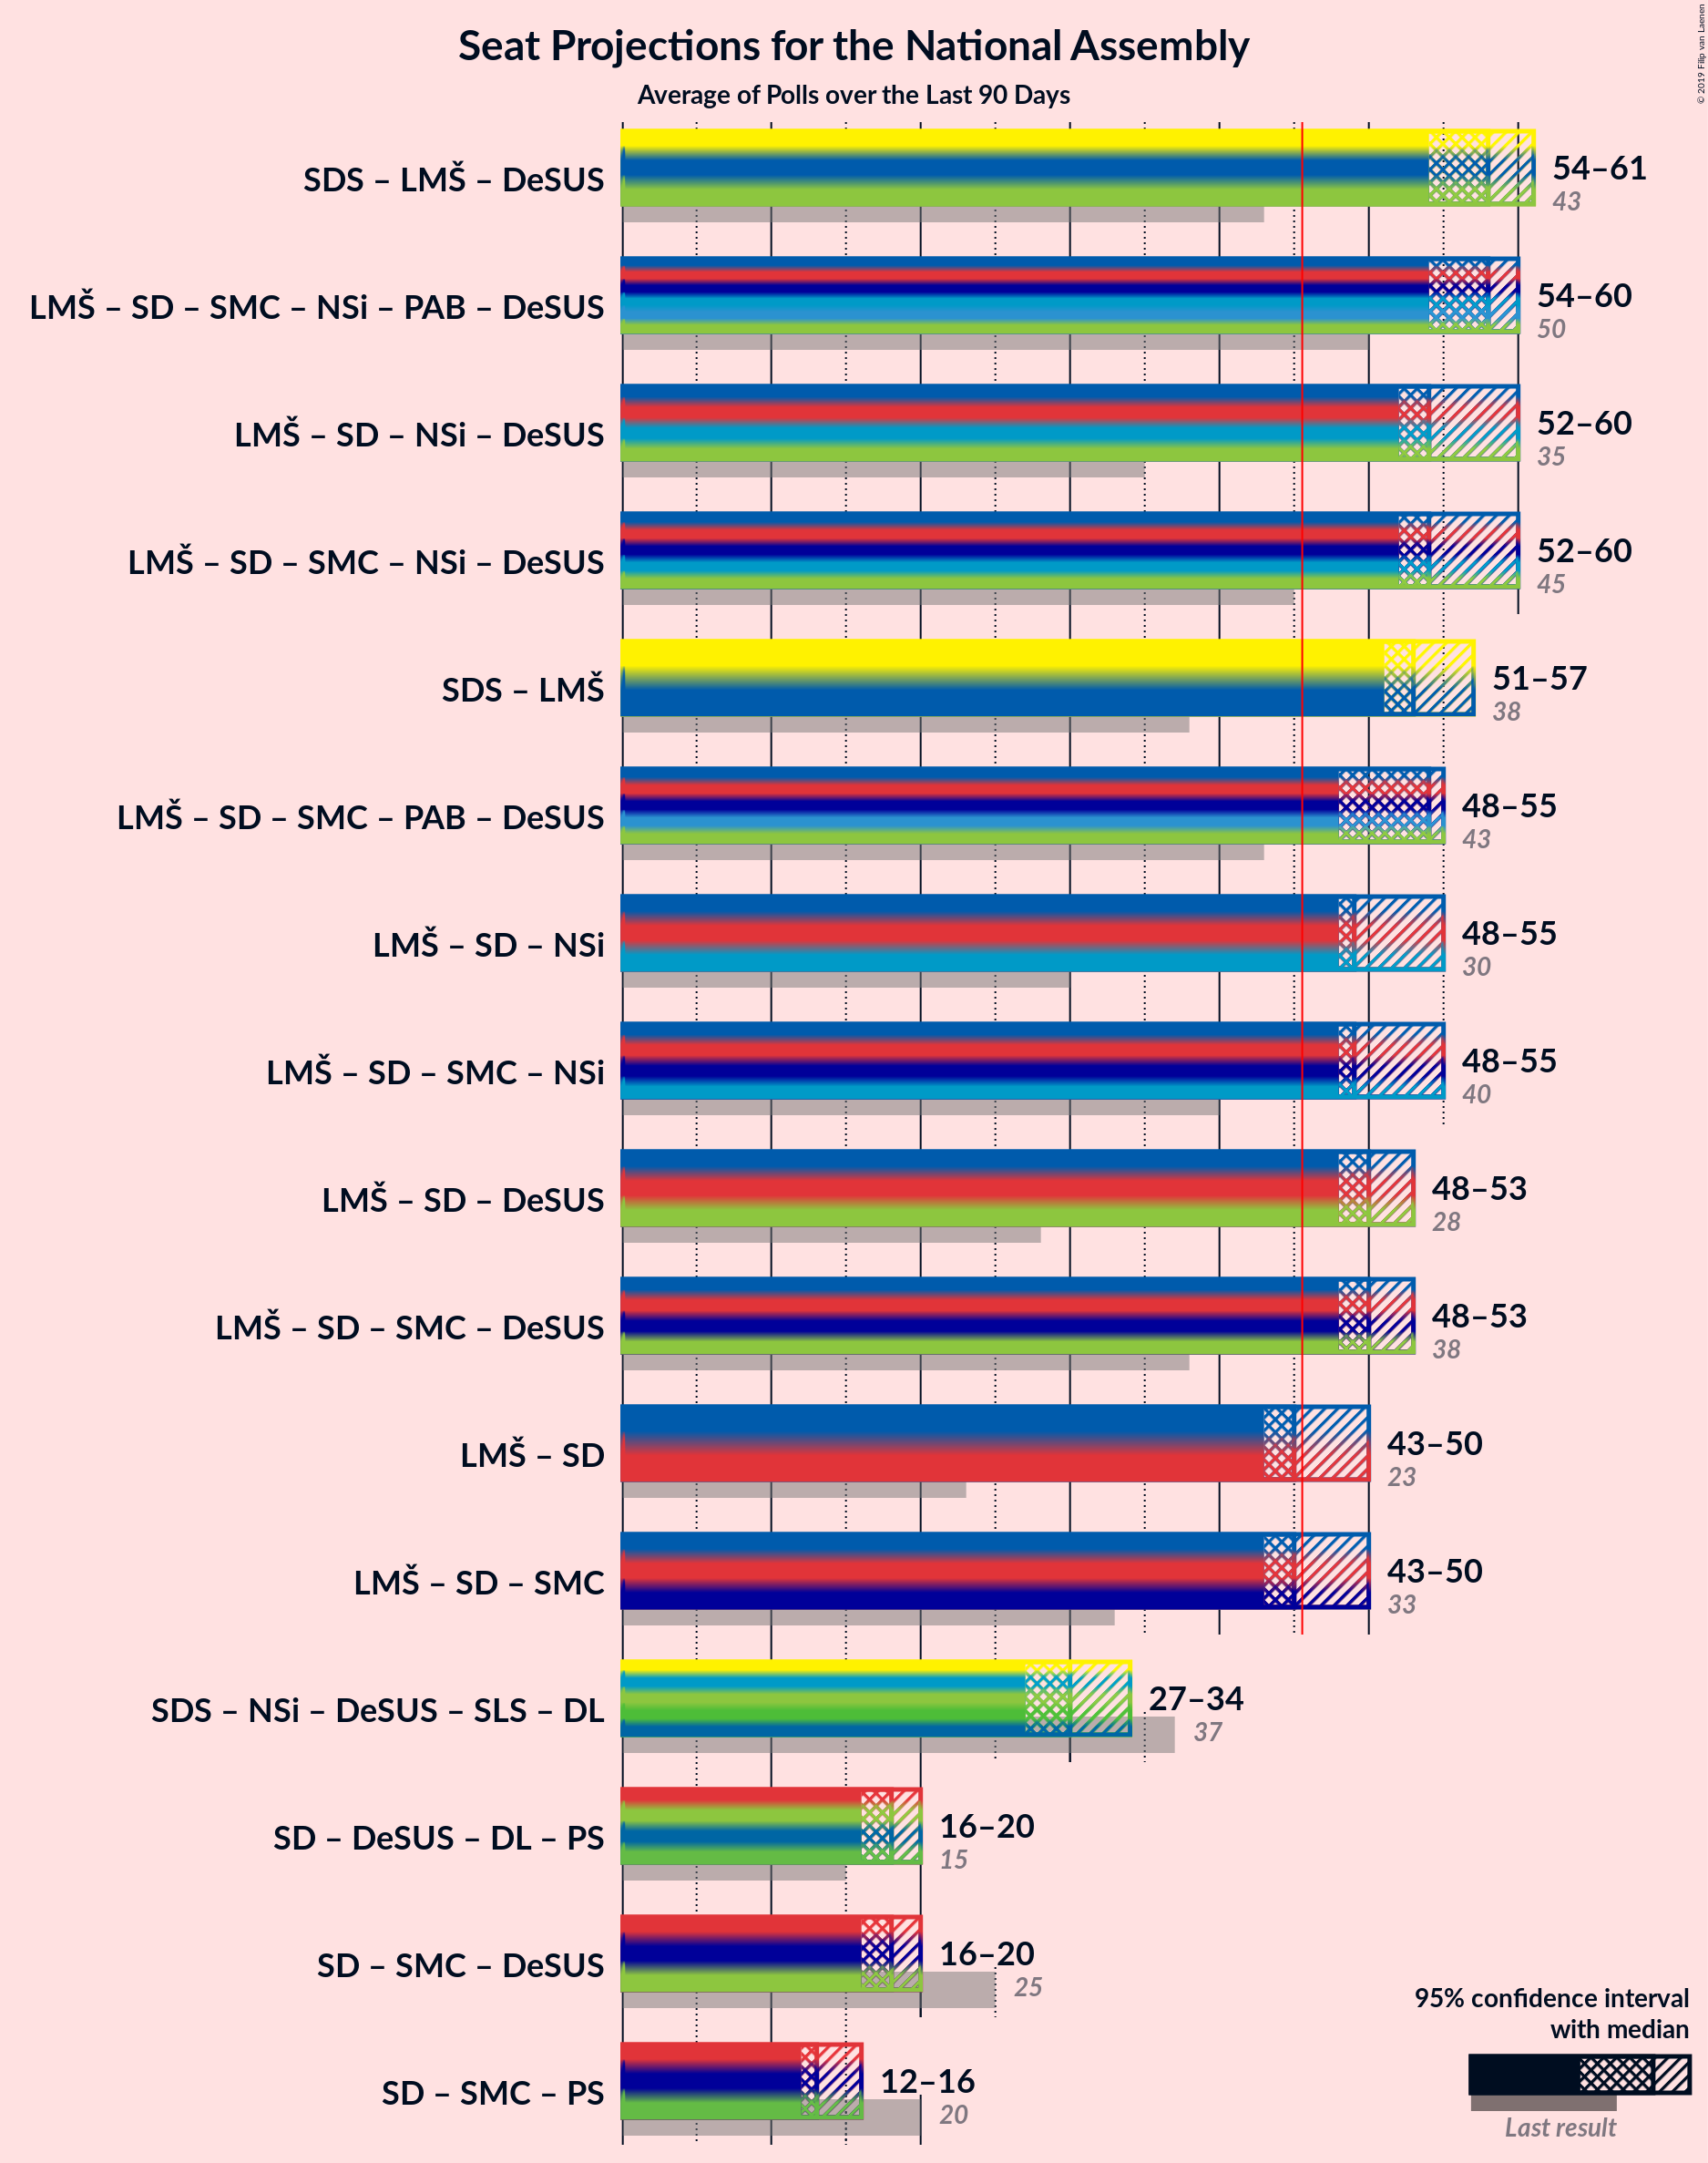 Seat Projections for the National Assembly
Average of Polls over the Last 90 Days
© 2019 Filip van Laenen
SDS – LMŠ – DeSUS
54–61
43
LMŠ – SD – SMC – NSi – PAB – DeSUS
54–60
50
LMŠ – SD – NSi – DeSUS
52–60
35
LMŠ – SD – SMC – NSi – DeSUS
52–60
45
SDS – LMŠ
51–57
38
LMŠ – SD – SMC – PAB – DeSUS
48–55
43
LMŠ – SD – NSi
48–55
30
LMŠ – SD – SMC – NSi
48–55
40
LMŠ – SD – DeSUS
48–53
28
LMŠ – SD – SMC – DeSUS
48–53
38
LMŠ – SD
43–50
23
LMŠ – SD – SMC
43–50
33
SDS – NSi – DeSUS – SLS – DL
27–34
37
SD – DeSUS – DL – PS
16–20
15
SD – SMC – DeSUS
16–20
25
SD – SMC – PS
12–16
20
95% confidence interval
with median
Last result